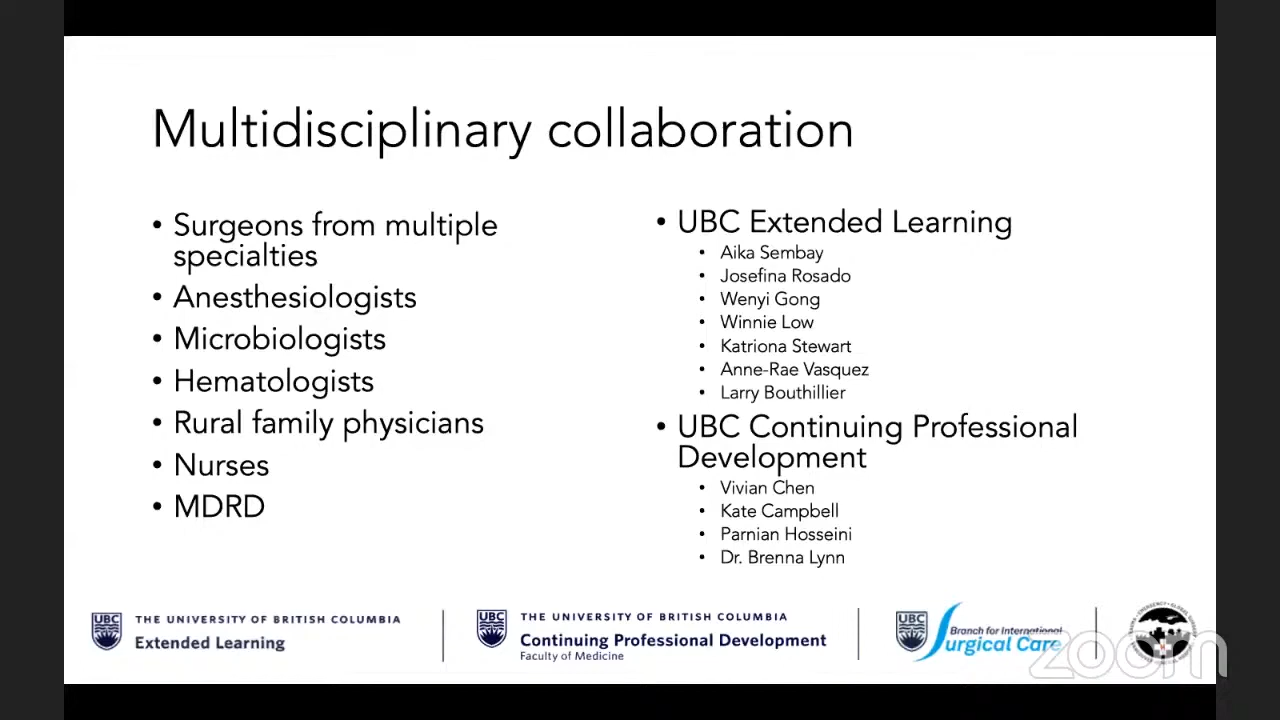 Multidisciplinary collaboration
• Surgeons from multiple
specialties
• Anesthesiologists
• Microbiologists
• Hematologists
• Rural family physicians
• Nurses
• MDRD
• UBC Extended Learning
• Aika Sembay
• Josefina Rosado
• Wenyi Gong
• Winnie Low
• Katriona Stewart
• Anne-Rae Vasquez
• Larry Bouthillier
• UBC Continuing Professional
Development
• Vivian Chen
• Kate Campbell
• Parnian Hosseini
• Dr. Brenna Lynn
UBC
THE UNIVERSITY OF BRITISH COLUMBIA
Extended Learning
UBC
THE UNIVERSITY OF BRITISH COLUMBIA
Continuing Professional Development
Faculty of Medicine
UBC
Branch for International
Surgical Care
zoom